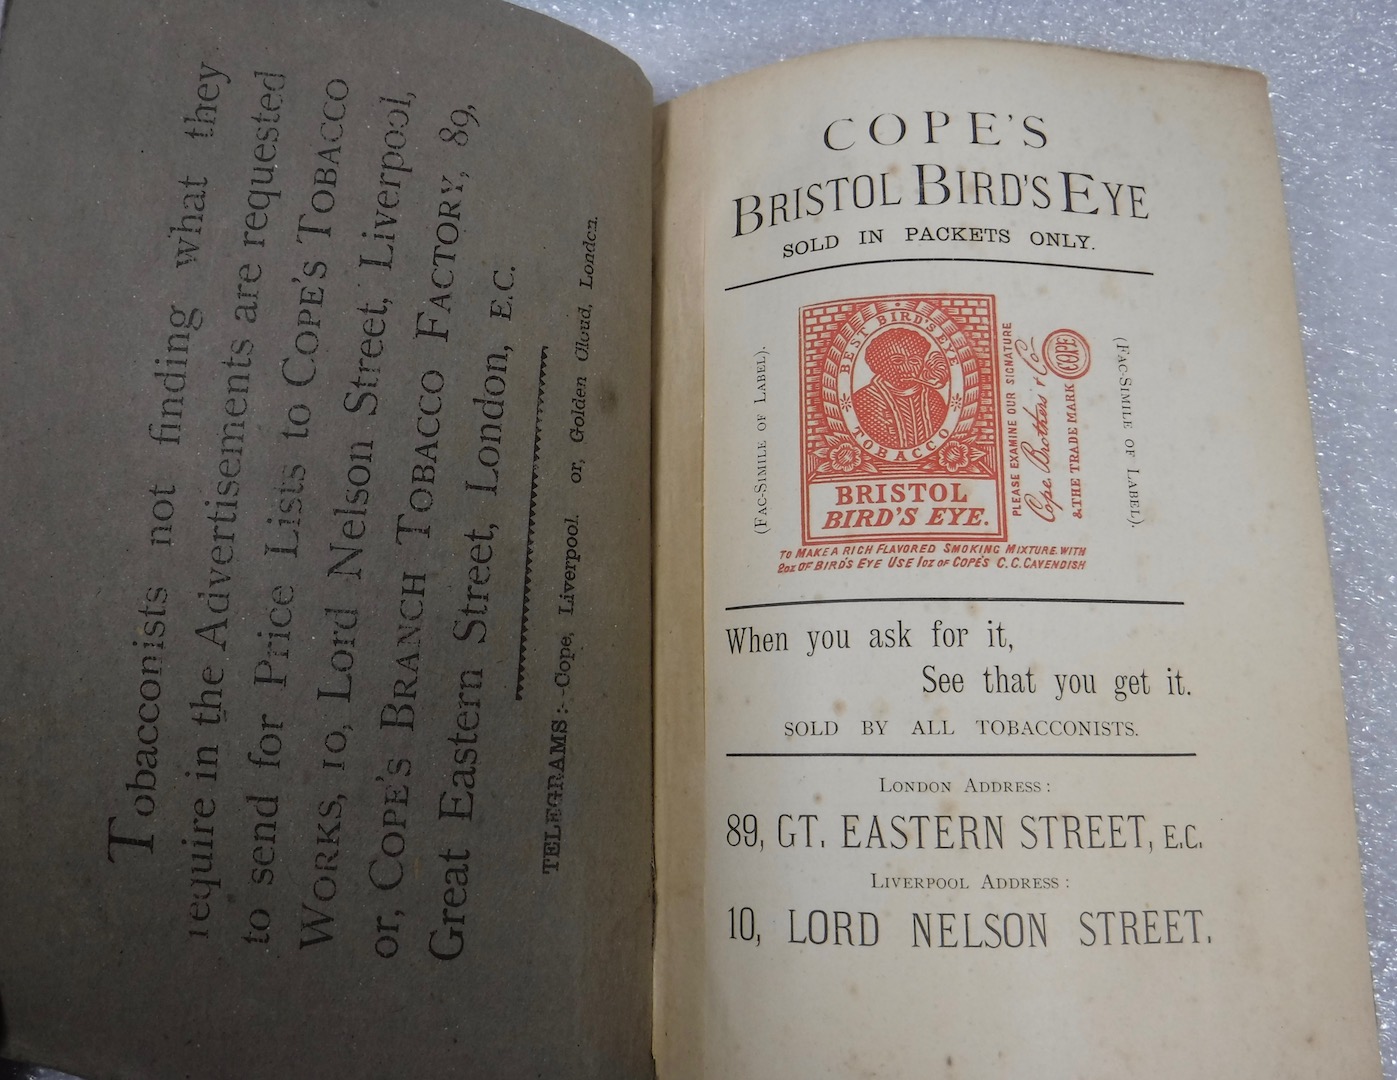 Tobacconists not finding what they
require in the Advertisements are requested
to send for Price Lists to COPE'S TOBACCO
WORKS, 10, Lord Nelson Street, Liverpool,
or, COPE'S BRANCH TOBACCO FACTORY, 89,
Great Eastern Street, London, E.C.
TELEGRAMS:—Cope, Liverpool. or, Golden Cloud, London.
COPE'S
BRISTOL BIRD'S EYE
SOLD IN PACKETS ONLY.
(FAC-SIMILE OF LABEL).
BEST BIRD'S EYE
TOBACCO
BRISTOL
BIRD'S EYE.
PLEASE EXAMINE OUR SIGNATURE
Cope Brothers & Co
& THE TRADE MARK COPE
(FAC-SIMILE OF LABEL).
TO MAKE A RICH FLAVORED SMOKING MIXTURE. WITH
2oz OF BIRD'S EYE USE 1oz OF COPE'S C.C. CAVENDISH
When you ask for it,
See that you get it.
SOLD BY ALL TOBACCONISTS.
LONDON ADDRESS:
89, GT. EASTERN STREET, E.C.
LIVERPOOL ADDRESS:
10, LORD NELSON STREET.